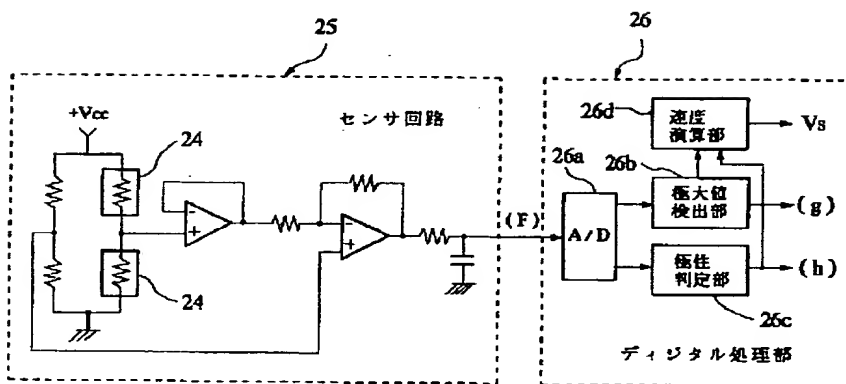 25
26
センサ回路
+Vcc
24
24
-
+
-
+
(F)
26a
A/D
26d
速度
演算部
Vs
26b
極大値
検出部
(g)
極性
判定部
(h)
26c
ディジタル処理部